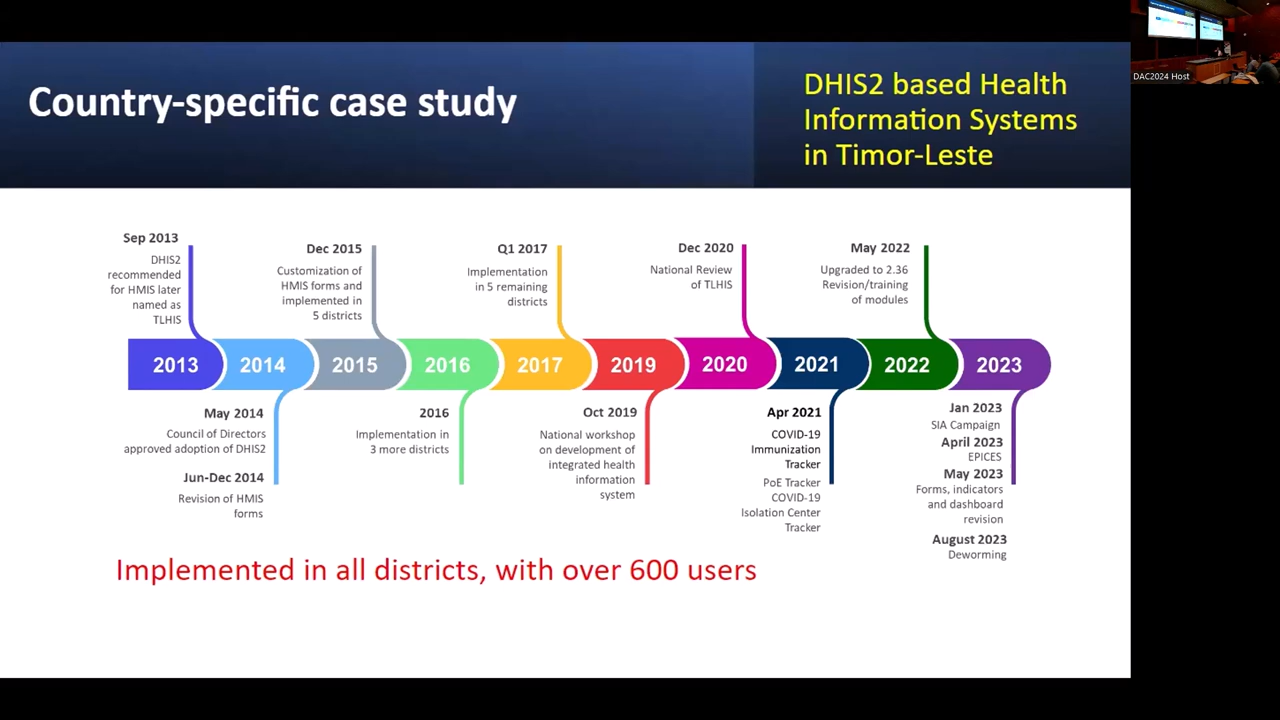 Country-specific case study
DHIS2 based Health
Information Systems
in Timor-Leste
DAC2024 Host
Sep 2013
DHIS2
recommended
for HMIS later
named as
TLHIS
Dec 2015
Customization of
HMIS forms and
implemented in
5 districts
Q1 2017
Implementation
in 5 remaining
districts
Dec 2020
National Review
of TLHIS
May 2022
Upgraded to 2.36
Revision/training
of modules
2013
2014
2015
2016
2017
2019
2020
2021
2022
2023
May 2014
Council of Directors
approved adoption of DHIS2
Jun-Dec 2014
Revision of HMIS
forms
2016
Implementation in
3 more districts
Oct 2019
National workshop
on development of
integrated health
information
system
Apr 2021
COVID-19
Immunization
Tracker
PoE Tracker
COVID-19
Isolation Center
Tracker
Jan 2023
SIA Campaign
April 2023
EPICES
May 2023
Forms, indicators
and dashboard
revision
August 2023
Deworming
Implemented in all districts, with over 600 users